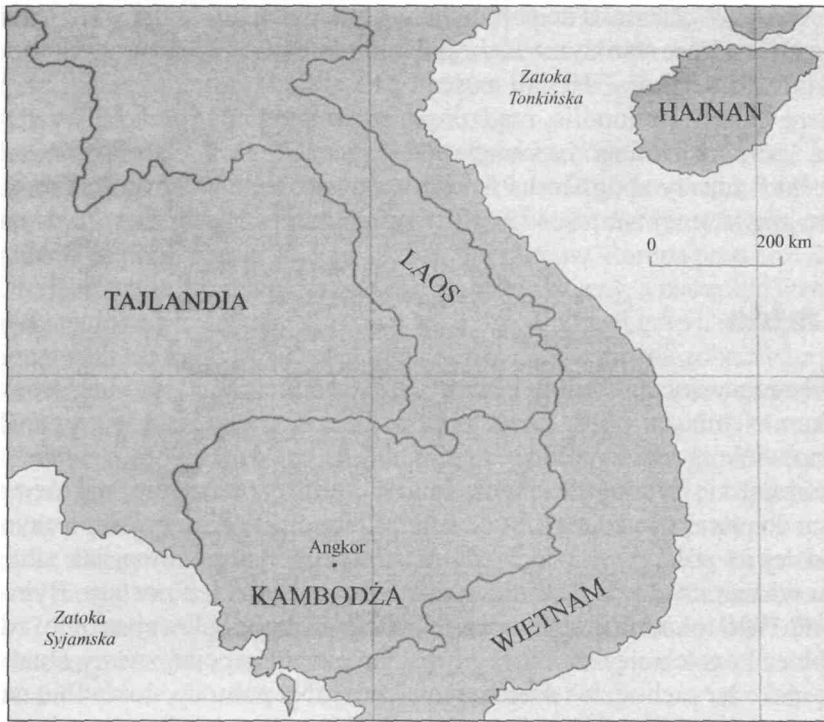 Zatoka
Tonkińska
HAJNAN
0 200 km
LAOS
TAJLANDIA
Angkor
KAMBODŻA
WIETNAM
Zatoka
Syjamska